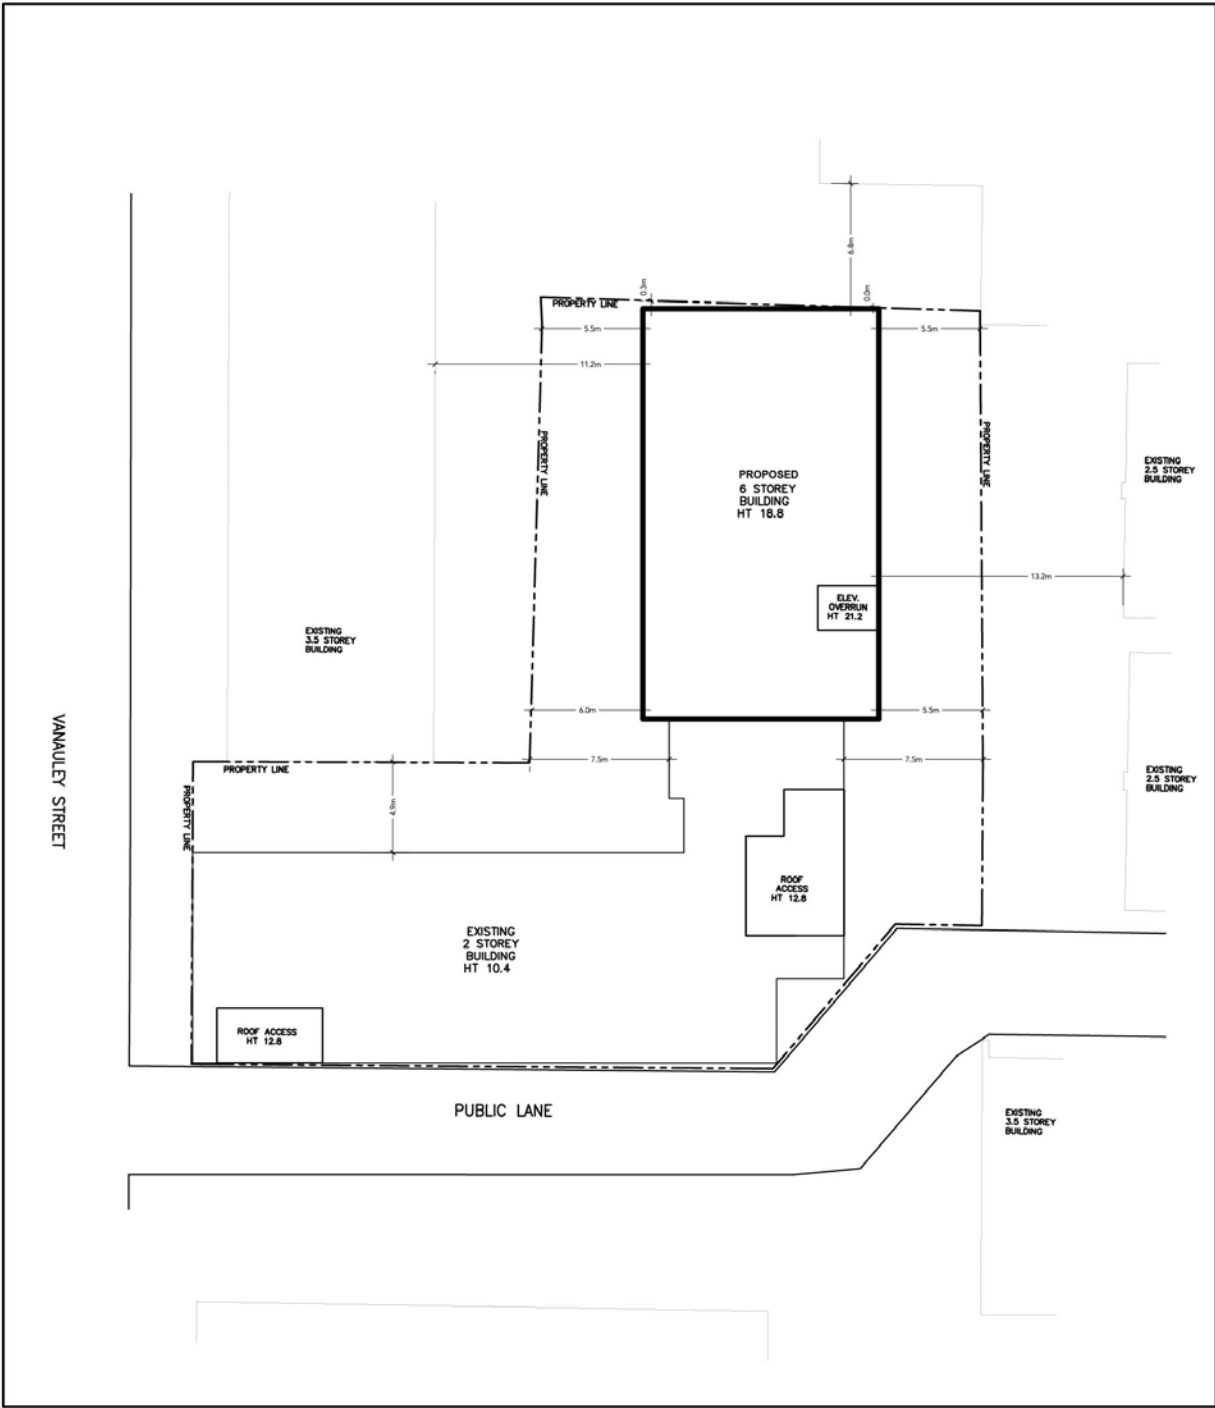 6.8m
0.3m
0.0m
PROPERTY LINE
5.5m
5.5m
11.2m
PROPERTY LINE
PROPERTY LINE
EXISTING
2.5 STOREY
BUILDING
PROPOSED
6 STOREY
BUILDING
HT 18.8
13.2m
ELEV.
OVERRUN
HT 21.2
EXISTING
3.5 STOREY
BUILDING
6.0m
5.5m
VANAULEY STREET
7.5m
7.5m
PROPERTY LINE
PROPERTY LINE
4.9m
EXISTING
2.5 STOREY
BUILDING
ROOF
ACCESS
HT 12.8
EXISTING
2 STOREY
BUILDING
HT 10.4
ROOF ACCESS
HT 12.8
PUBLIC LANE
EXISTING
3.5 STOREY
BUILDING